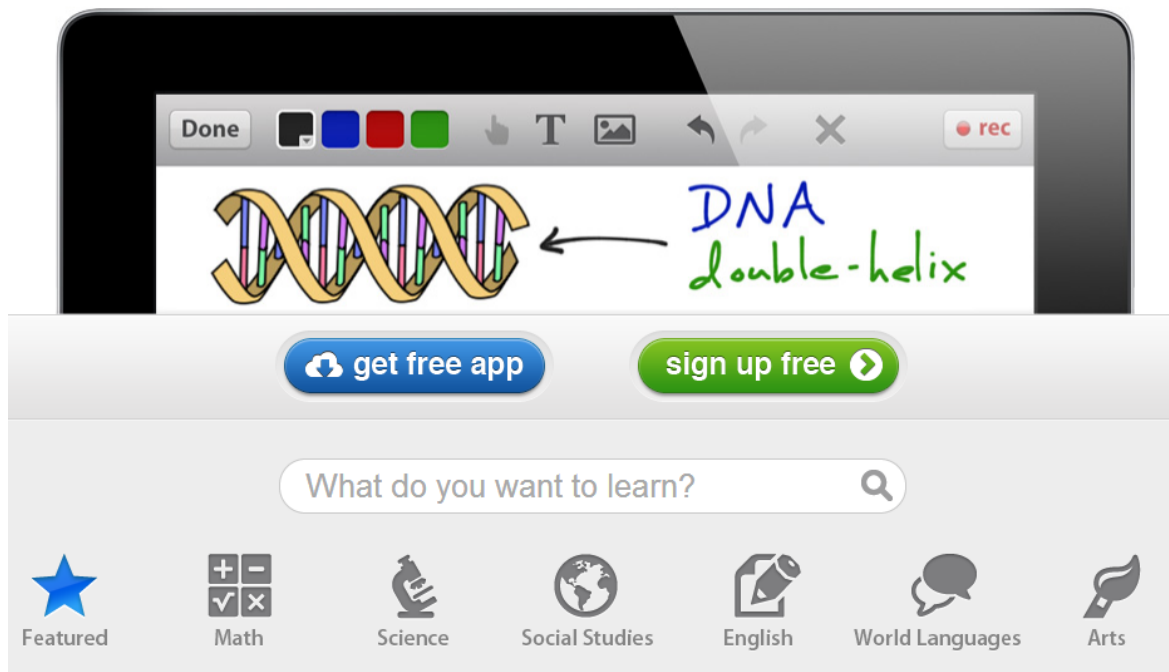 Done T rec
DNA
double-helix
get free app sign up free
What do you want to learn?
Featured Math Science Social Studies English World Languages Arts